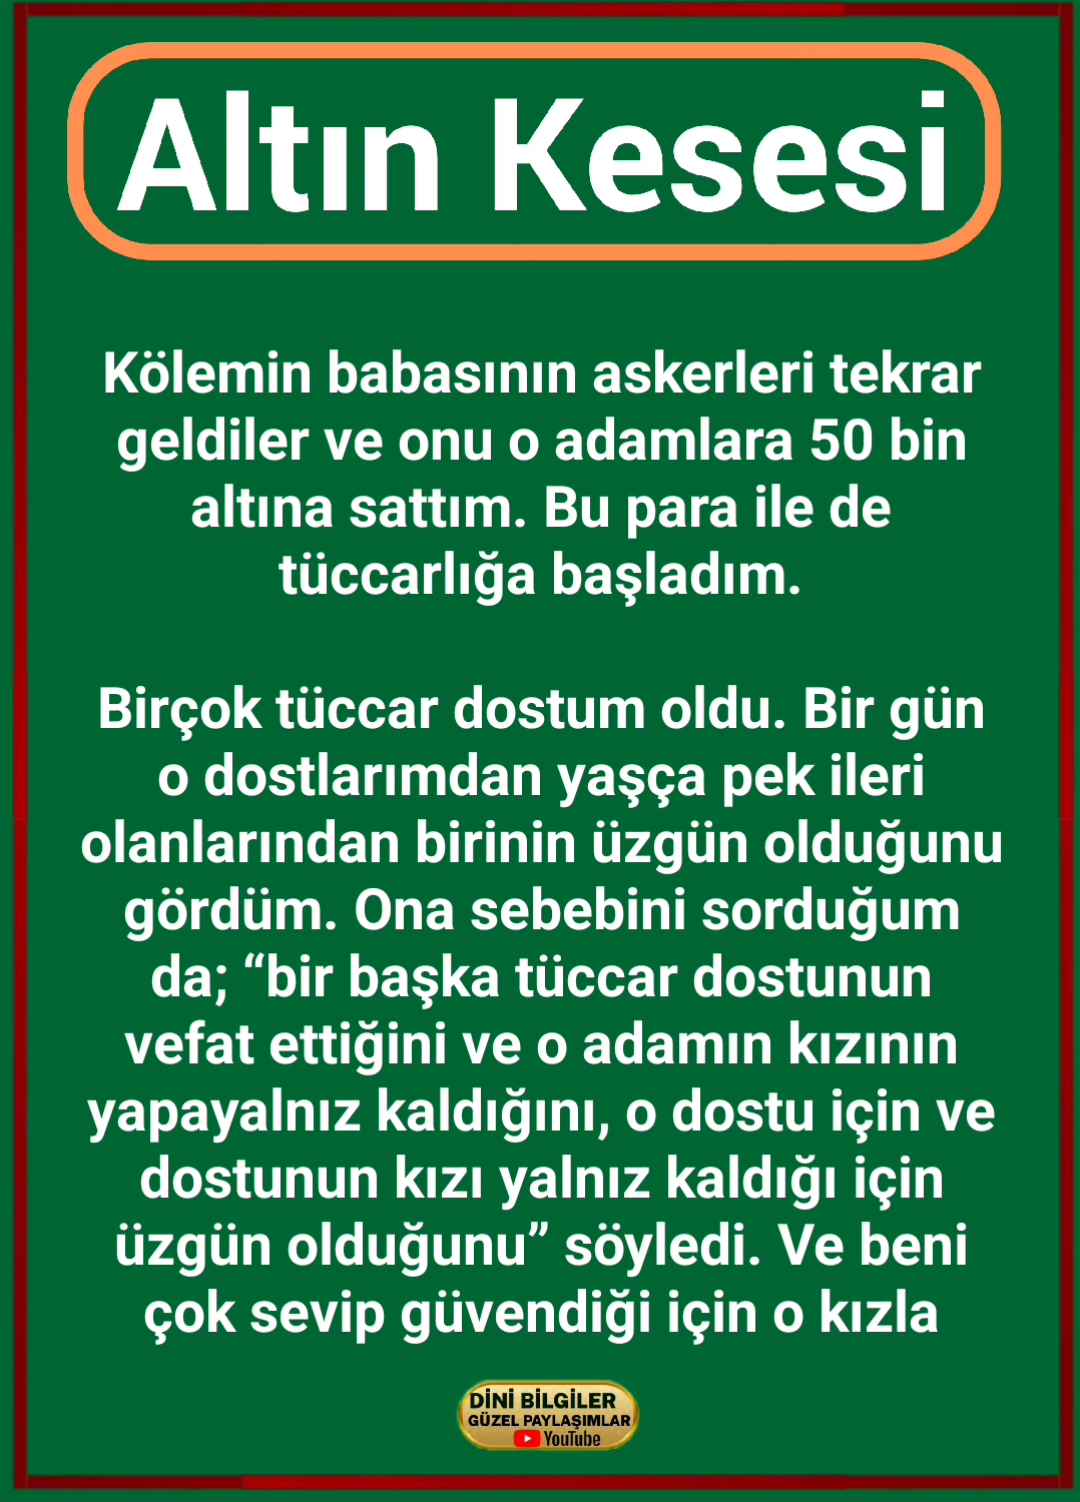 Altın Kesesi
Kölemin babasının askerleri tekrar
geldiler ve onu o adamlara 50 bin
altına sattım. Bu para ile de
tüccarlığa başladım.
Birçok tüccar dostum oldu. Bir gün
o dostlarımdan yaşça pek ileri
olanlarından birinin üzgün olduğunu
gördüm. Ona sebebini sorduğum
da; “bir başka tüccar dostunun
vefat ettiğini ve o adamın kızının
yapayalnız kaldığını, o dostu için ve
dostunun kızı yalnız kaldığı için
üzgün olduğunu” söyledi. Ve beni
çok sevip güvendiği için o kızla
DİNİ BİLGİLER
GÜZEL PAYLAŞIMLAR
YouTube